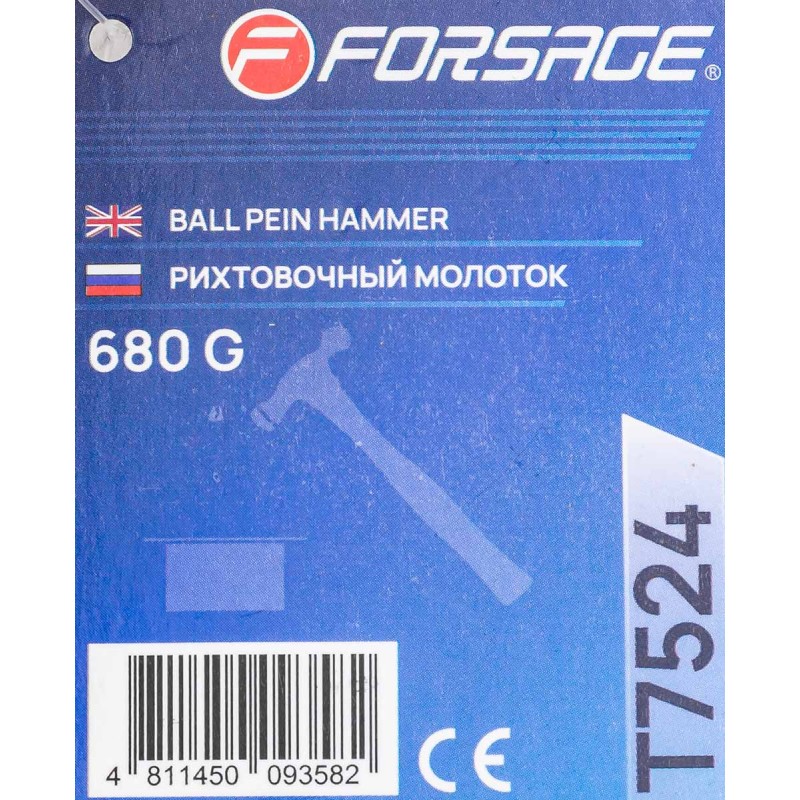 FORSAGE®
BALL PEIN HAMMER
РИХТОВОЧНЫЙ МОЛОТОК
680 G
T7524
4 811450 093582
CE